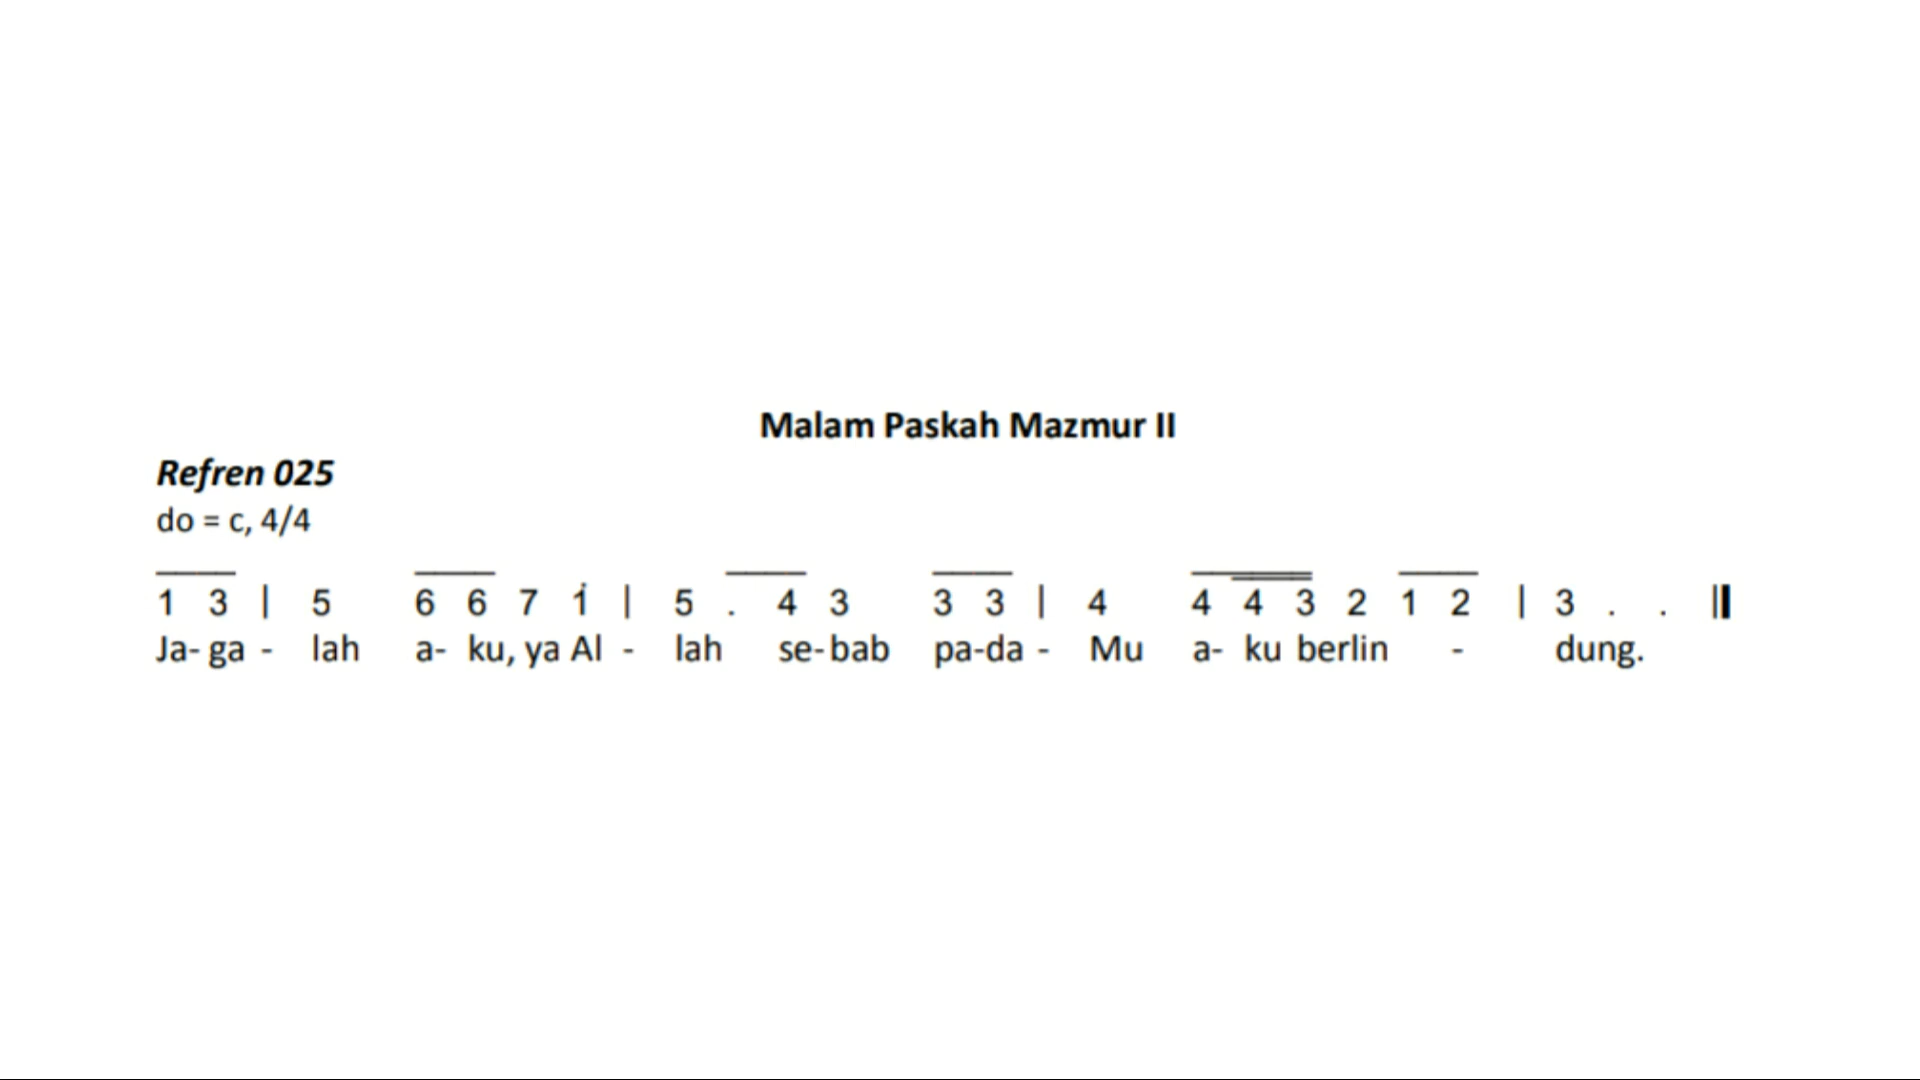 Malam Paskah Mazmur II
Refren 025
do = c, 4/4
1 3 | 5 6 6 7 1̇ | 5 . 4 3 3 3 | 4 4 4 3 2 1 2 | 3 . . ||
Ja- ga - lah a- ku, ya Al - lah se- bab pa-da - Mu a- ku berlin - dung.